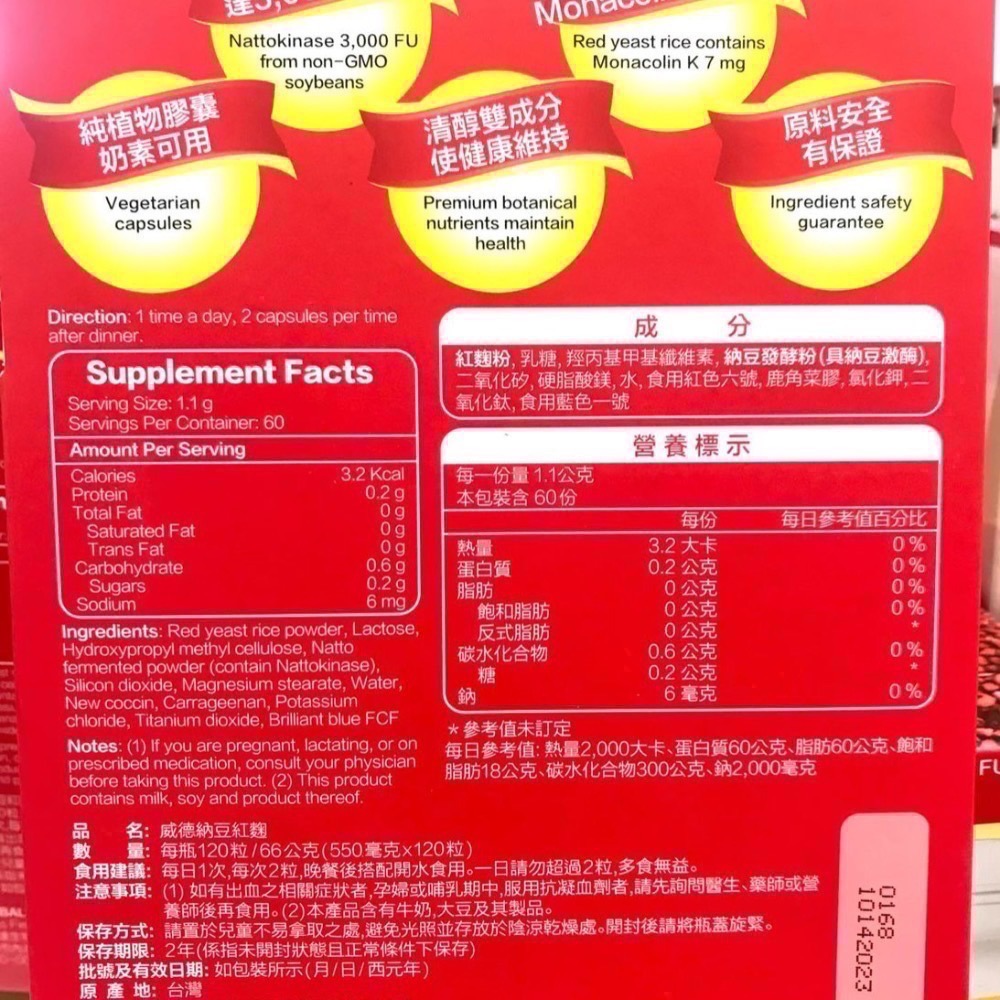 Nattokinase 3,000 FU
from non-GMO
soybeans
Red yeast rice contains
Monacolin K 7 mg
純植物膠囊
奶素可用
Vegetarian
capsules
清醇雙成分
使健康維持
Premium botanical
nutrients maintain
health
原料安全
有保證
Ingredient safety
guarantee
Direction: 1 time a day, 2 capsules per time
after dinner.
Supplement Facts
Serving Size: 1.1 g
Servings Per Container: 60
Amount Per Serving
Calories 3.2 Kcal
Protein 0.2 g
Total Fat 0 g
Saturated Fat 0 g
Trans Fat 0 g
Carbohydrate 0.6 g
Sugars 0.2 g
Sodium 6 mg
Ingredients: Red yeast rice powder, Lactose,
Hydroxypropyl methyl cellulose, Natto
fermented powder (contain Nattokinase),
Silicon dioxide, Magnesium stearate, Water,
New coccin, Carrageenan, Potassium
chloride, Titanium dioxide, Brilliant blue FCF
Notes: (1) If you are pregnant, lactating, or on
prescribed medication, consult your physician
before taking this product. (2) This product
contains milk, soy and product thereof.
成 分
紅麴粉, 乳糖, 羥丙基甲基纖維素, 納豆發酵粉(具納豆激酶),
二氧化矽, 硬脂酸鎂, 水, 食用紅色六號, 鹿角菜膠, 氯化鉀, 二
氧化鈦, 食用藍色一號
營養標示
每一份量 1.1公克
本包裝含 60份
每份 每日參考值百分比
熱量 3.2 大卡 0 %
蛋白質 0.2 公克 0 %
脂肪 0 公克 0 %
飽和脂肪 0 公克 0 %
反式脂肪 0 公克 *
碳水化合物 0.6 公克 0 %
糖 0.2 公克 *
鈉 6 毫克 0 %
*參考值未訂定
每日參考值: 熱量2,000大卡、蛋白質60公克、脂肪60公克、飽和
脂肪18公克、碳水化合物300公克、鈉2,000毫克
品 名: 威德納豆紅麴
數 量: 每瓶120粒/66公克(550毫克x120粒)
食用建議: 每日1次,每次2粒,晚餐後搭配開水食用。一日請勿超過2粒,多食無益。
注意事項: (1) 如有出血之相關症狀者,孕婦或哺乳期中,服用抗凝血劑者,請先詢問醫生、藥師或營
養師後再食用。(2)本產品含有牛奶,大豆及其製品。
保存方式: 請置於兒童不易拿取之處,避免光照並存放於陰涼乾燥處。開封後請將瓶蓋旋緊。
保存期限: 2年(係指未開封狀態且正常條件下保存)
批號及有效日期: 如包裝所示(月/日/西元年)
原 產 地: 台灣
0168
10142023
FU